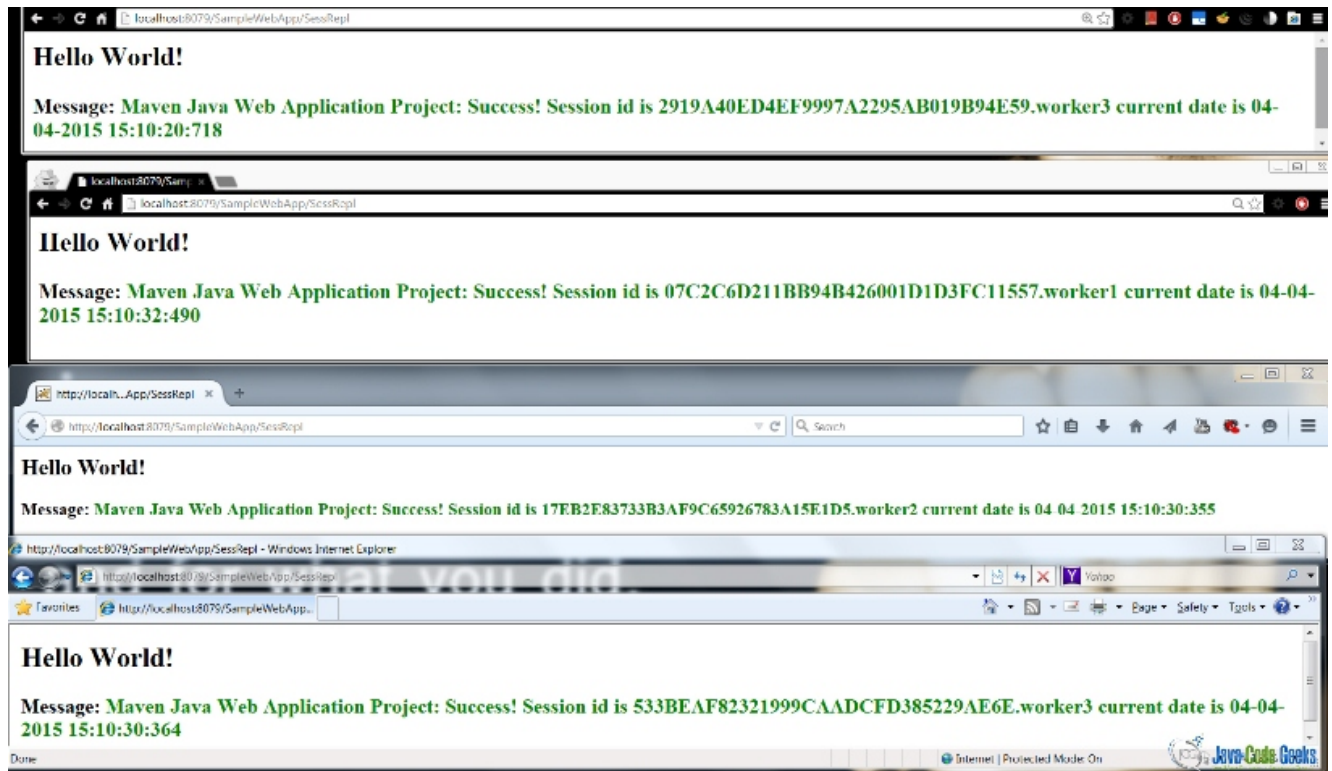 localhost:8079/SampleWebApp/SessRepl
Hello World!
Message: Maven Java Web Application Project: Success! Session id is 2919A40ED4EF9997A2295AB019B94E59.worker3 current date is 04-
04-2015 15:10:20:718
localhost:8079/Samp
localhost:8079/SampleWebApp/SessRepl
Hello World!
Message: Maven Java Web Application Project: Success! Session id is 07C2C6D211BB94B426001D1D3FC11557.worker1 current date is 04-04-
2015 15:10:32:490
http://localh...App/SessRepl
http://localhost:8079/SampleWebApp/SessRepl Search
Hello World!
Message: Maven Java Web Application Project: Success! Session id is 17EB2E83733B3AF9C65926783A15E1D5.worker2 current date is 04-04-2015 15:10:30:355
http://localhost:8079/SampleWebApp/SessRepl - Windows Internet Explorer
and for what you did.
http://localhost:8079/SampleWebApp/SessRepl Yahoo
Favorites http://localhost:8079/SampleWebApp... Page Safety Tools
Hello World!
Message: Maven Java Web Application Project: Success! Session id is 533BEAF82321999CAADCFD385229AE6E.worker3 current date is 04-04-
2015 15:10:30:364
Done Internet | Protected Mode: On
Java Code Geeks